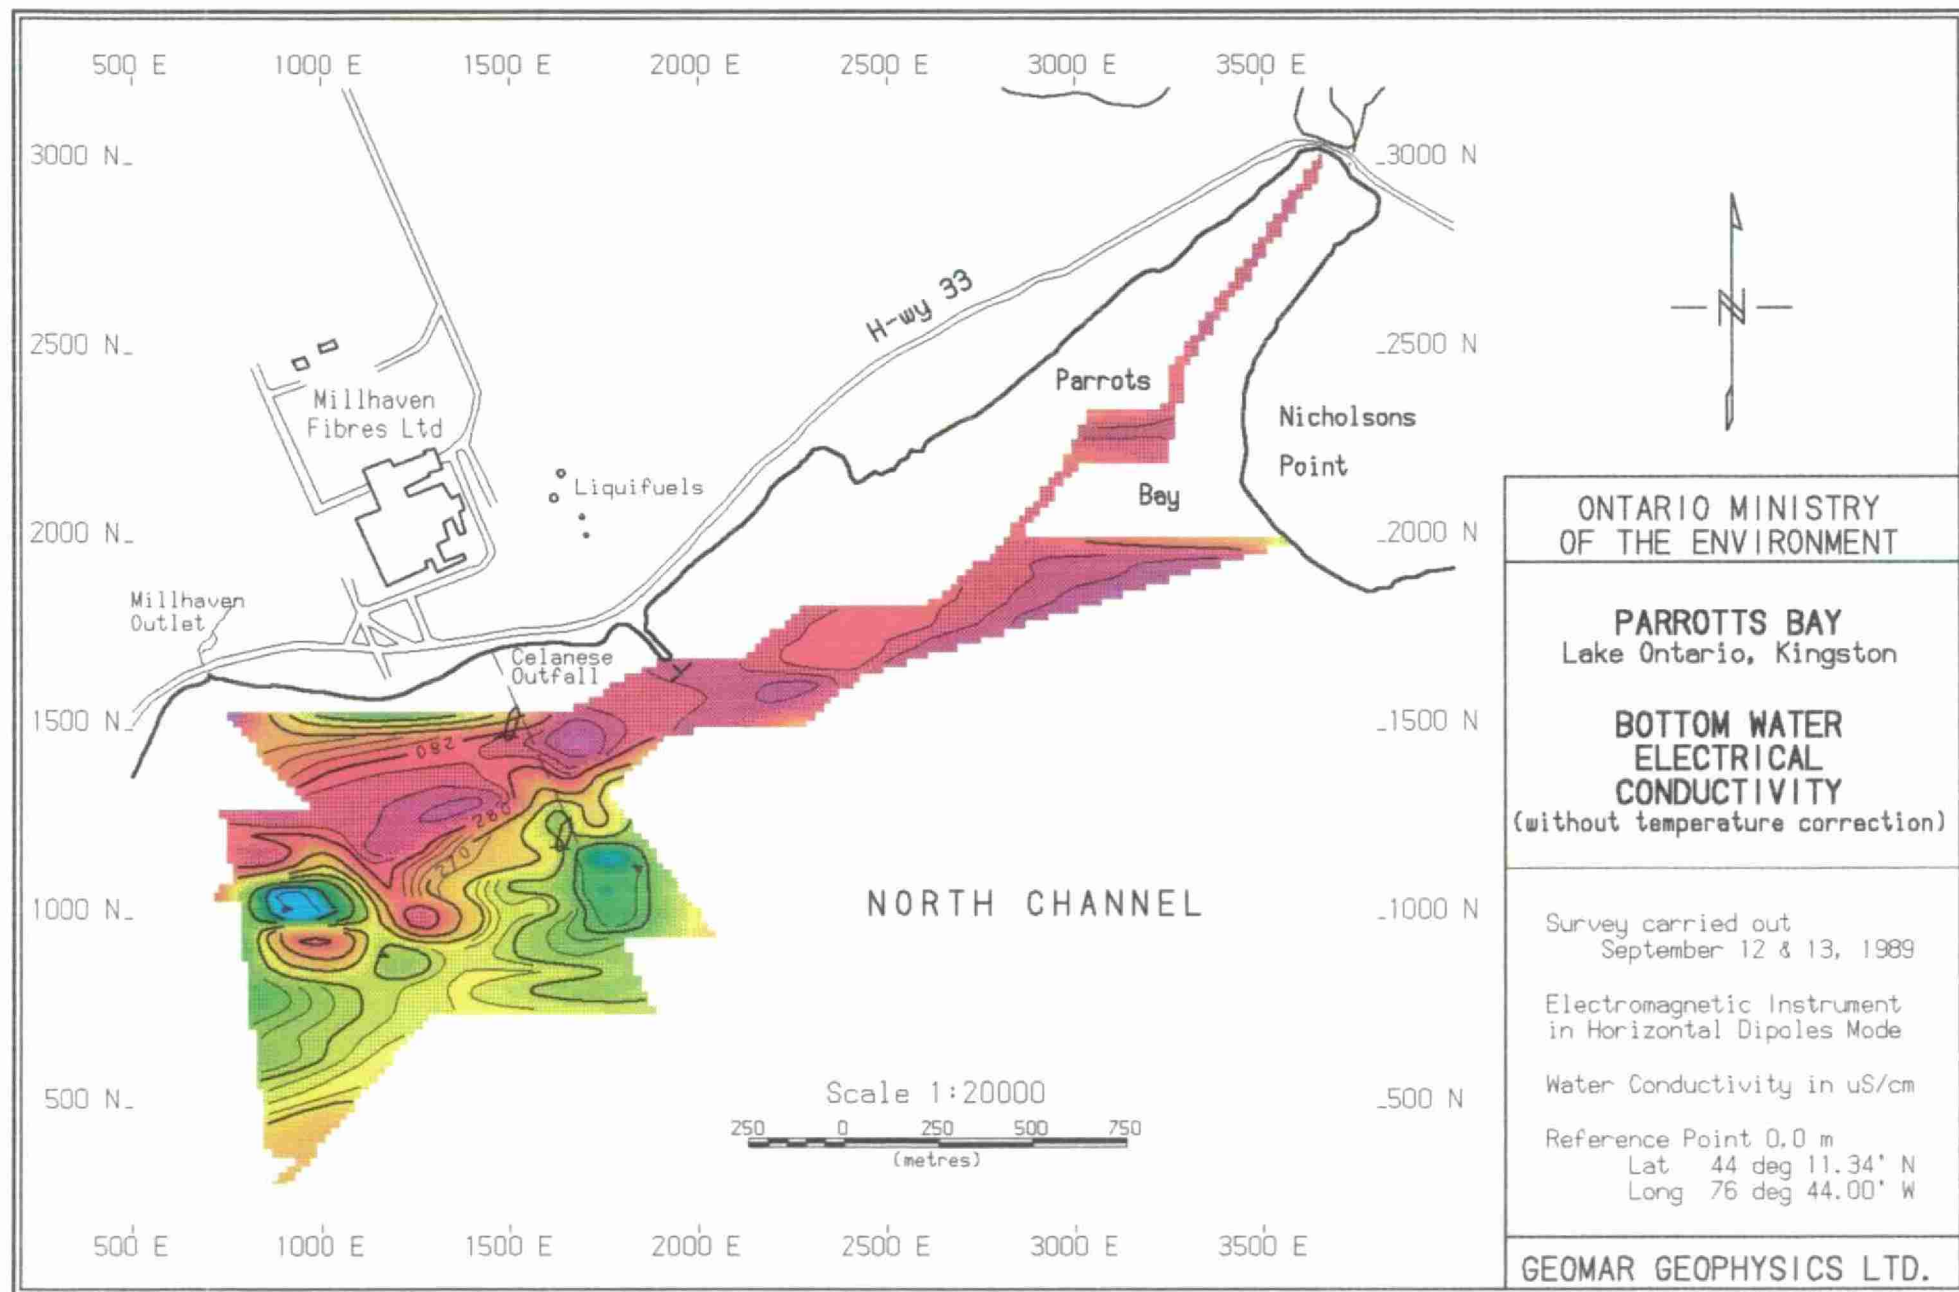 500 E 1000 E 1500 E 2000 E 2500 E 3000 E 3500 E
3000 N
3000 N
H-wy 33
2500 N
2500 N
Parrots
Millhaven
Fibres Ltd
Nicholsons
Point
Liquifuels
Bay
2000 N
2000 N
Millhaven
Outlet
Celanese
Outfall
1500 N
1500 N
280
280
270
1000 N
NORTH CHANNEL
1000 N
500 N
500 N
Scale 1:20000
250 0 250 500 750
(metres)
500 E 1000 E 1500 E 2000 E 2500 E 3000 E 3500 E
N
ONTARIO MINISTRY
OF THE ENVIRONMENT
PARROTTS BAY
Lake Ontario, Kingston
BOTTOM WATER
ELECTRICAL
CONDUCTIVITY
(without temperature correction)
Survey carried out
September 12 & 13, 1989
Electromagnetic Instrument
in Horizontal Dipoles Mode
Water Conductivity in uS/cm
Reference Point 0.0 m
Lat 44 deg 11.34' N
Long 76 deg 44.00' W
GEOMAR GEOPHYSICS LTD.